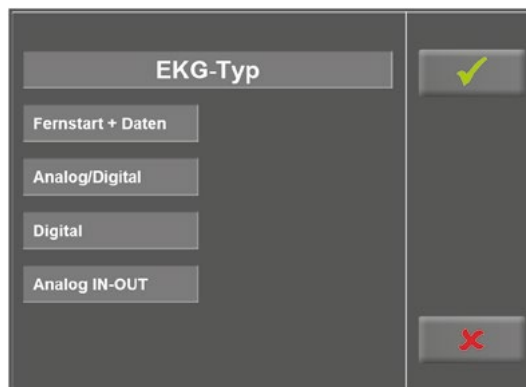 EKG-Typ
Fernstart + Daten
Analog/Digital
Digital
Analog IN-OUT